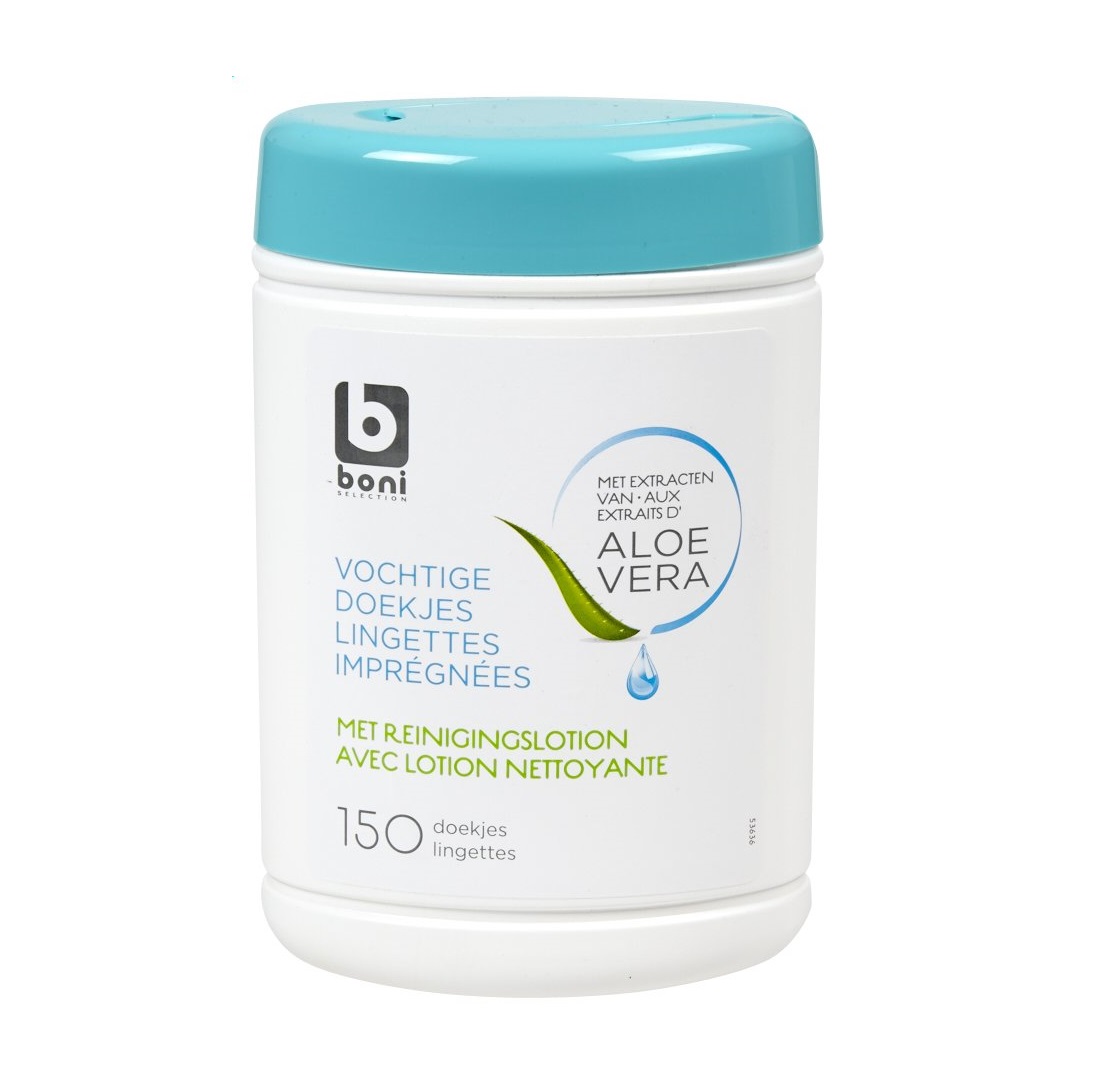 b
boni
SELECTION
MET EXTRACTEN
VAN • AUX
EXTRAITS D'
ALOE
VERA
VOCHTIGE
DOEKJES
LINGETTES
IMPRÉGNÉES
MET REINIGINGSLOTION
AVEC LOTION NETTOYANTE
150 doekjes
lingettes
53636